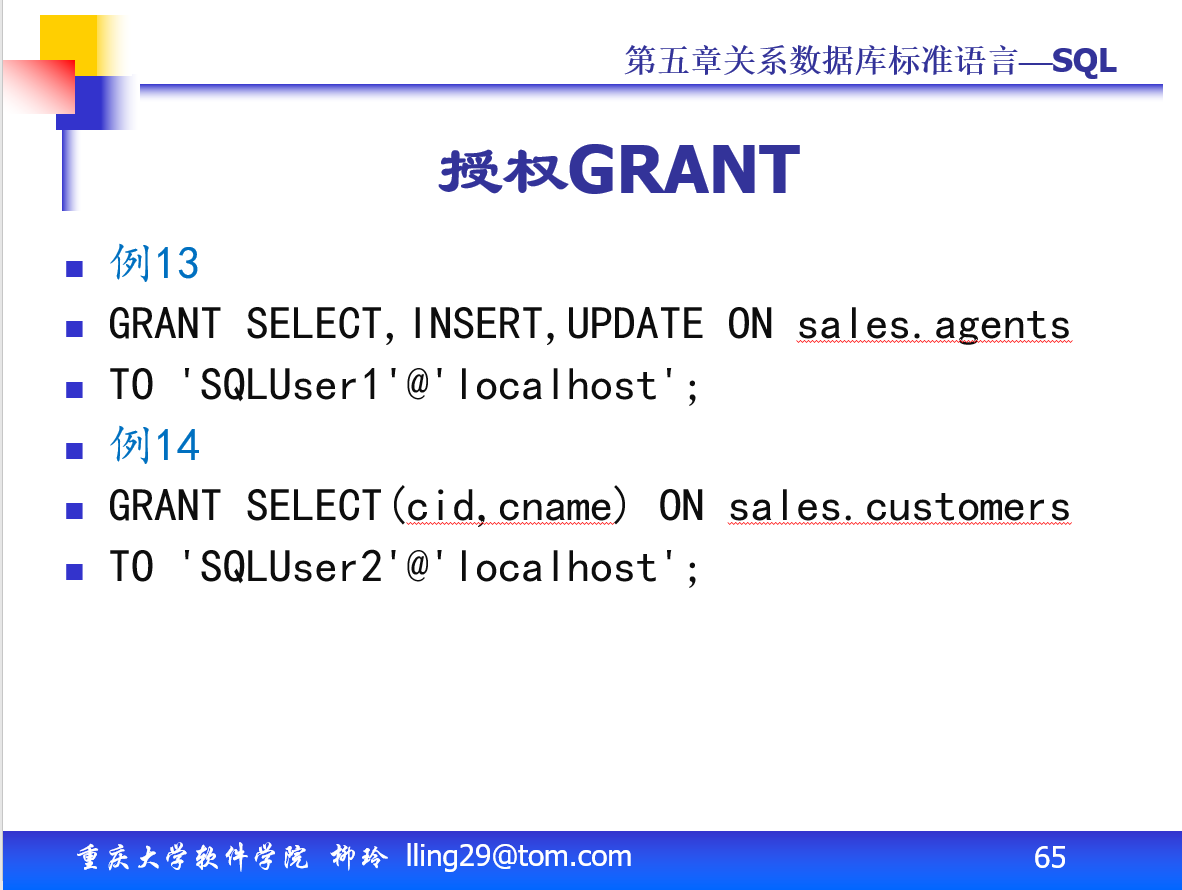 第五章关系数据库标准语言—SQL
授权GRANT
例13
GRANT SELECT,INSERT,UPDATE ON sales.agents
TO 'SQLUser1'@'localhost';
例14
GRANT SELECT(cid,cname) ON sales.customers
TO 'SQLUser2'@'localhost';
重庆大学软件学院 柳玲 lling29@tom.com
65